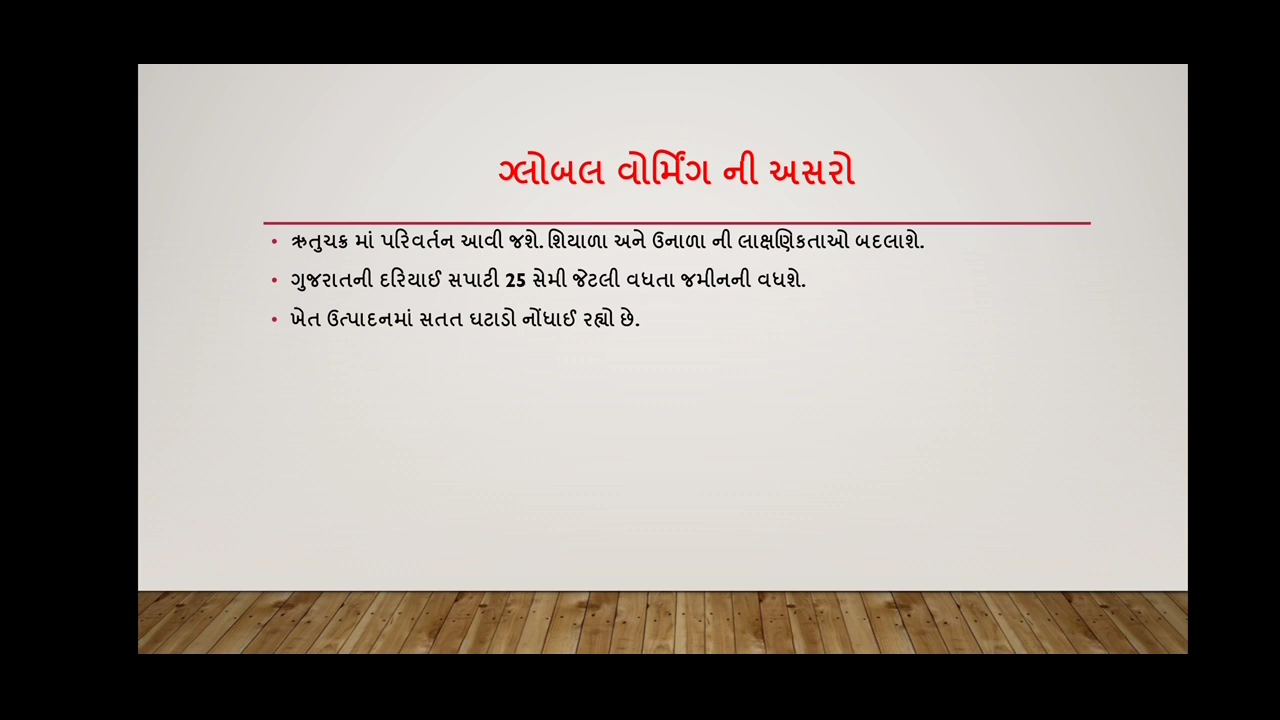 ગ્લોબલ વોર્મિંગ ની અસરો
• ઋતુચક્ર માં પરિવર્તન આવી જશે. શિયાળા અને ઉનાળા ની લાક્ષણિકતાઓ બદલાશે.
• ગુજરાતની દરિયાઈ સપાટી 25 સેમી જેટલી વધતા જમીનની વધશે.
• ખેત ઉત્પાદનમાં સતત ઘટાડો નોંધાઈ રહ્યો છે.